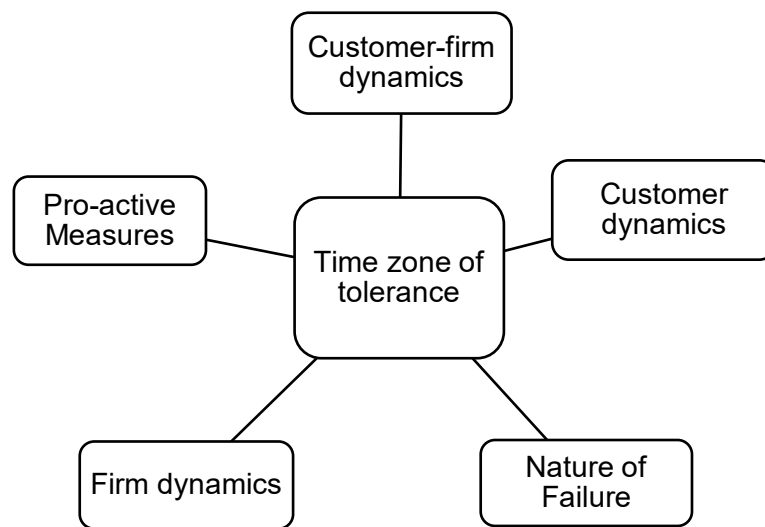 Customer-firm
dynamics
Pro-active
Measures
Customer
dynamics
Time zone of
tolerance
Firm dynamics
Nature of
Failure